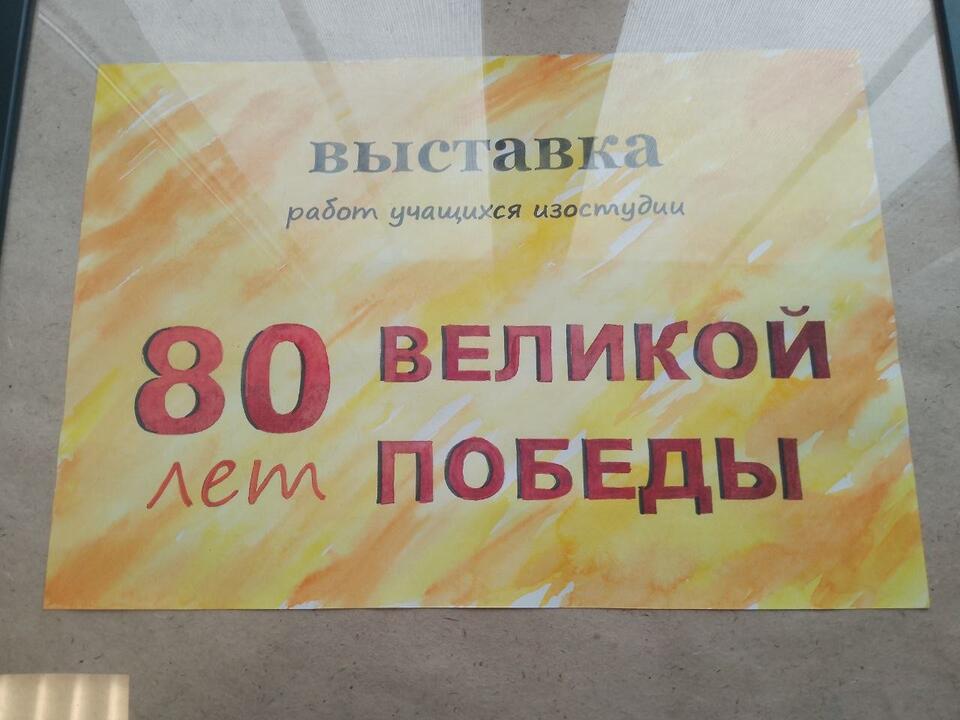 выставка
работ учащихся изостудии
80 лет
ВЕЛИКОЙ
ПОБЕДЫ